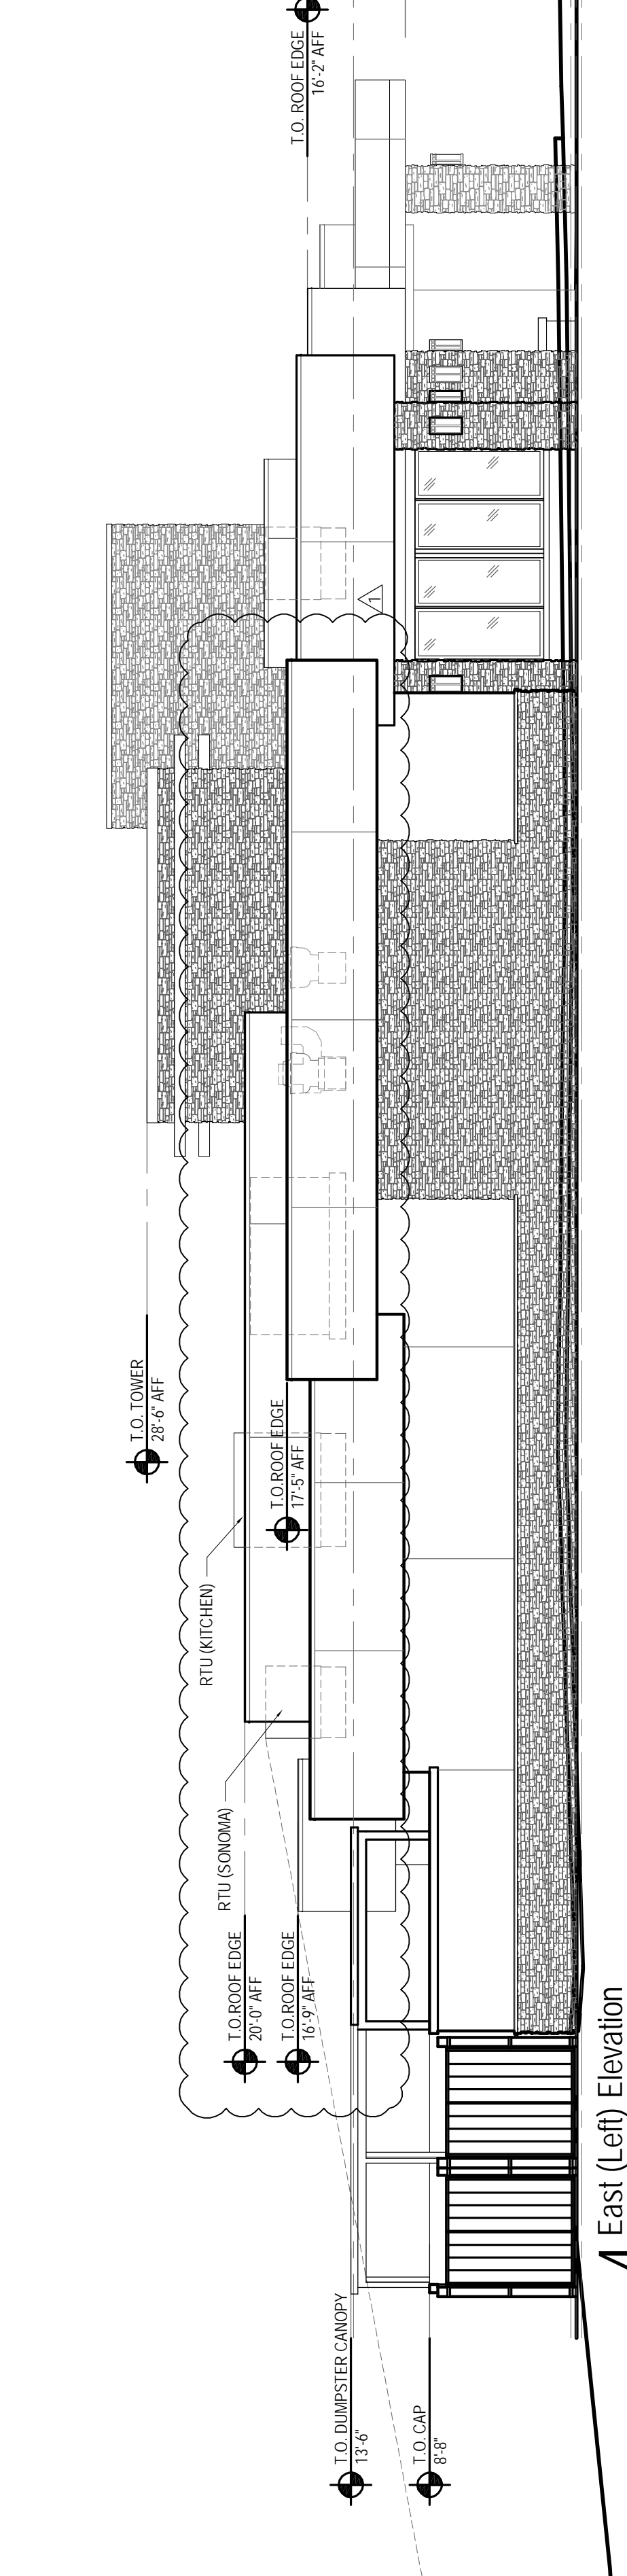 T.O. ROOF EDGE
16'-2" AFF
1
T.O. TOWER
28'-6" AFF
T.O.ROOF EDGE
17'-5" AFF
RTU (KITCHEN)
RTU (SONOMA)
T.O.ROOF EDGE
20'-0" AFF
T.O.ROOF EDGE
16'-9" AFF
T.O. DUMPSTER CANOPY
13'-6"
T.O. CAP
8'-8"
East (Left) Elevation